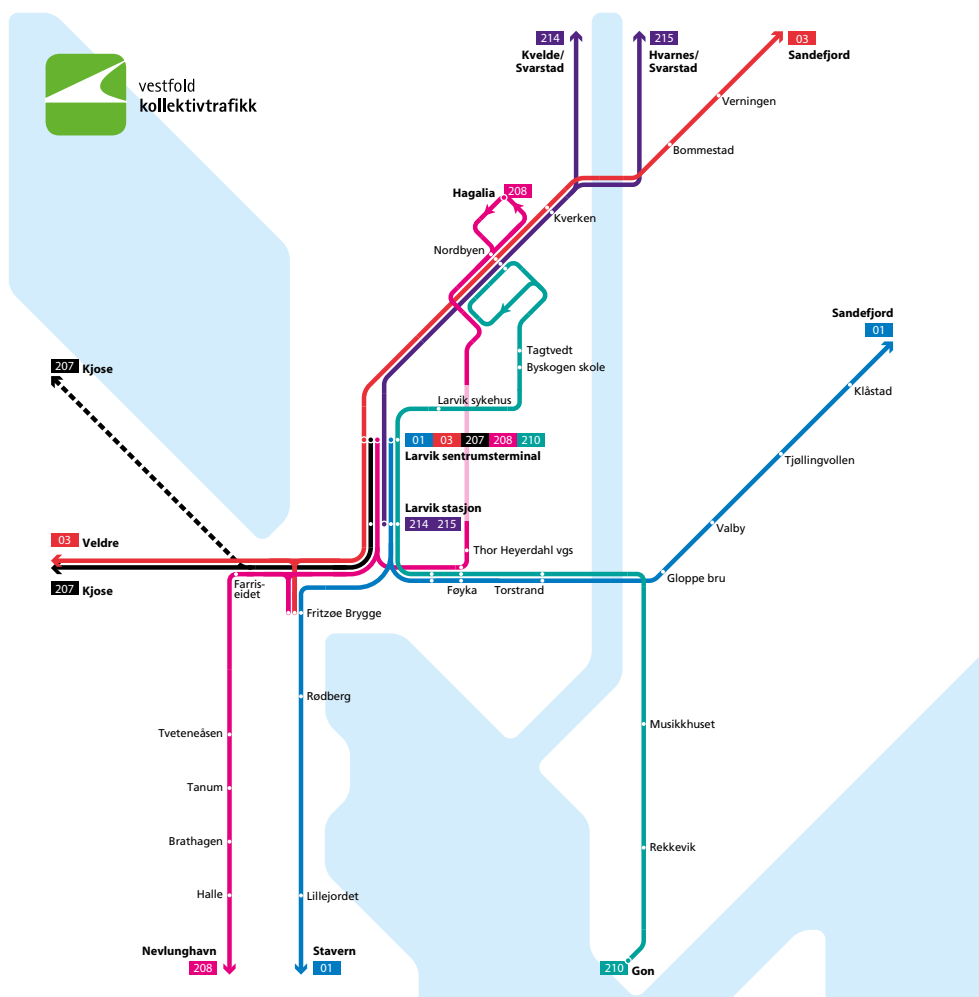 vestfold
kollektivtrafikk
214
Kvelde/
Svarstad
215
Hvarnes/
Svarstad
03
Sandefjord
Verningen
Bommestad
Hagalia 208
Kverken
Nordbyen
Sandefjord
01
Klåstad
Tjøllingvollen
Valby
Gloppe bru
207 Kjose
Tagtvedt
Byskogen skole
Larvik sykehus
01 03 207 208 210
Larvik sentrumsterminal
Larvik stasjon
214 215
Thor Heyerdahl vgs
03 Veldre
207 Kjose
Farris-
eidet
Føyka
Torstrand
Fritzøe Brygge
Rødberg
Musikkhuset
Tveteneåsen
Tanum
Brathagen
Rekkevik
Halle
Lillejordet
Nevlunghavn
208
Stavern
01
210 Gon